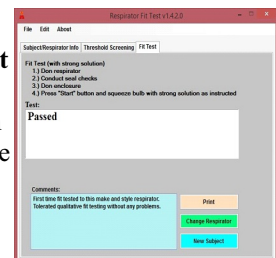 Respirator Fit Test v1.4.2.0
File Edit About
Subject/Respirator Info Threshold Screening Fit Test
Fit Test (with strong solution)
1.) Don respirator
2.) Conduct seal checks
3.) Don enclosure
4.) Press "Start" button and squeeze bulb with strong solution as instructed
Test:
Passed
Comments:
First time fit tested to this make and style respirator.
Tolerated qualitative fit testing without any problems.
Print
Change Respirator
New Subject
t
e